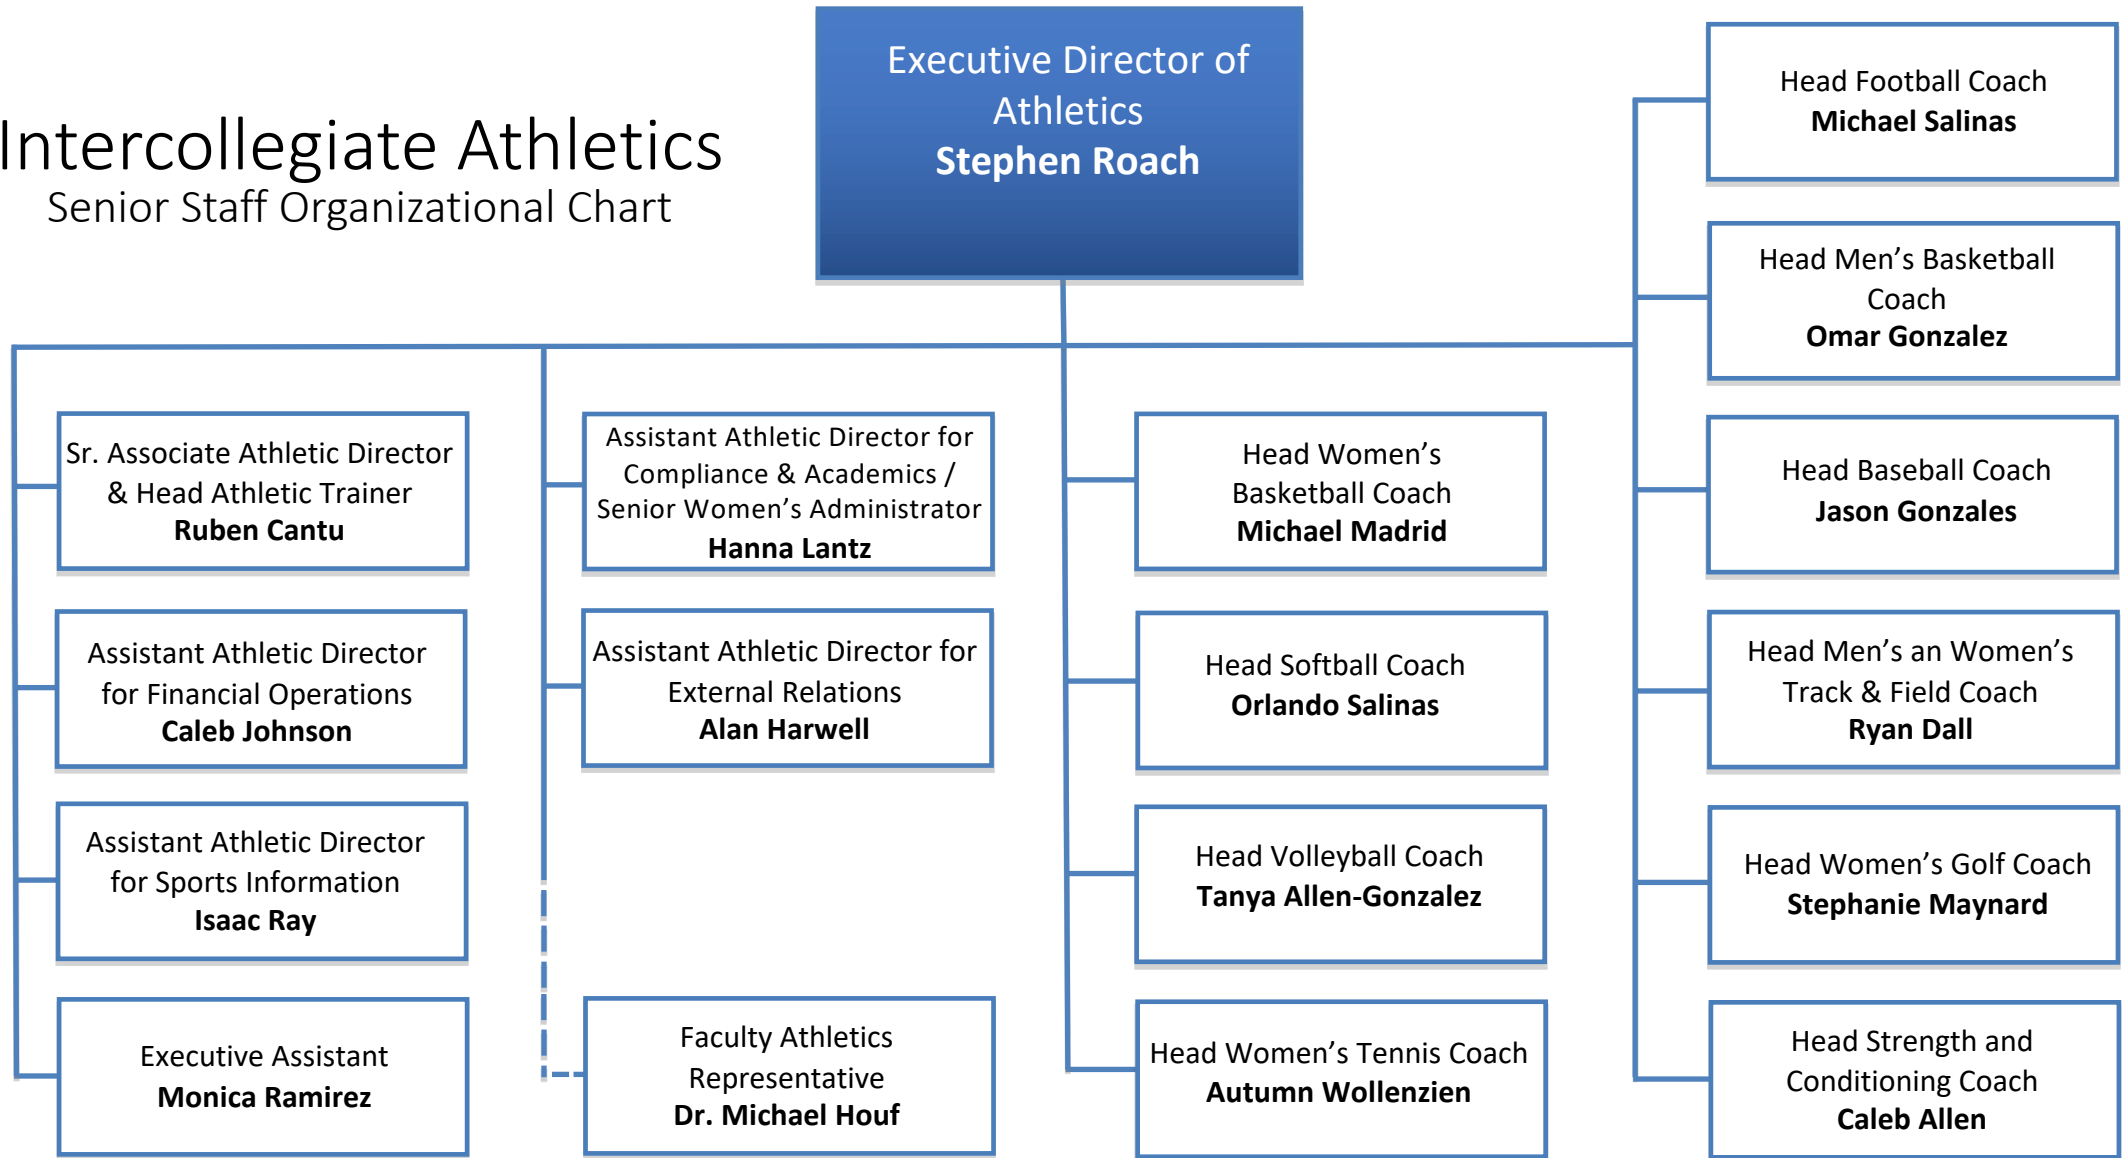 Intercollegiate Athletics
Senior Staff Organizational Chart
Executive Director of
Athletics
Stephen Roach
Sr. Associate Athletic Director
& Head Athletic Trainer
Ruben Cantu
Assistant Athletic Director
for Financial Operations
Caleb Johnson
Assistant Athletic Director
for Sports Information
Isaac Ray
Executive Assistant
Monica Ramirez
Assistant Athletic Director for
Compliance & Academics /
Senior Women’s Administrator
Hanna Lantz
Assistant Athletic Director for
External Relations
Alan Harwell
Faculty Athletics
Representative
Dr. Michael Houf
Head Women’s
Basketball Coach
Michael Madrid
Head Softball Coach
Orlando Salinas
Head Volleyball Coach
Tanya Allen-Gonzalez
Head Women’s Tennis Coach
Autumn Wollenzien
Head Football Coach
Michael Salinas
Head Men’s Basketball
Coach
Omar Gonzalez
Head Baseball Coach
Jason Gonzales
Head Men’s an Women’s
Track & Field Coach
Ryan Dall
Head Women’s Golf Coach
Stephanie Maynard
Head Strength and
Conditioning Coach
Caleb Allen